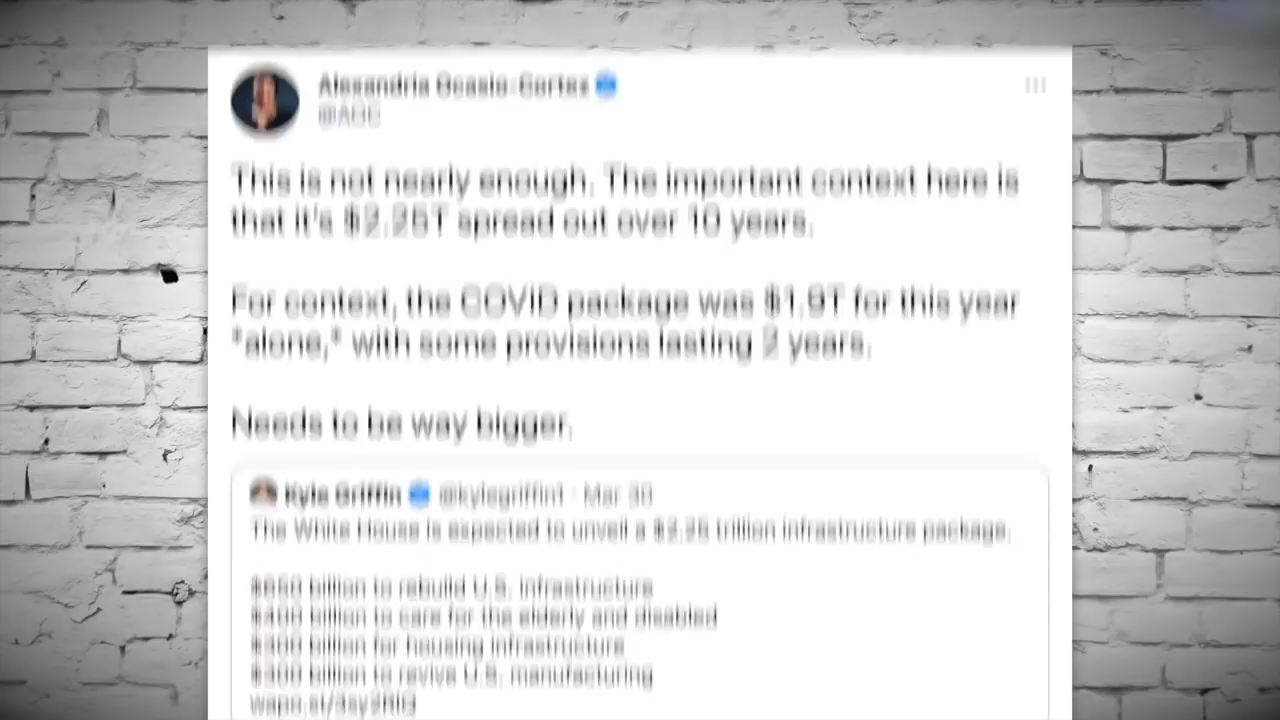 Alexandria Ocasio-Cortez
@AOC
This is not nearly enough. The important context here is
that it's $2.25T spread out over 10 years.
For context, the COVID package was $1.9T for this year
*alone,* with some provisions lasting 2 years.
Needs to be way bigger.
Kyle Griffin @kylegriffin1 · Mar 30
The White House is expected to unveil a $2.25 trillion infrastructure package.
$650 billion to rebuild U.S. infrastructure
$400 billion to care for the elderly and disabled
$300 billion for housing infrastructure
$300 billion to revive U.S. manufacturing